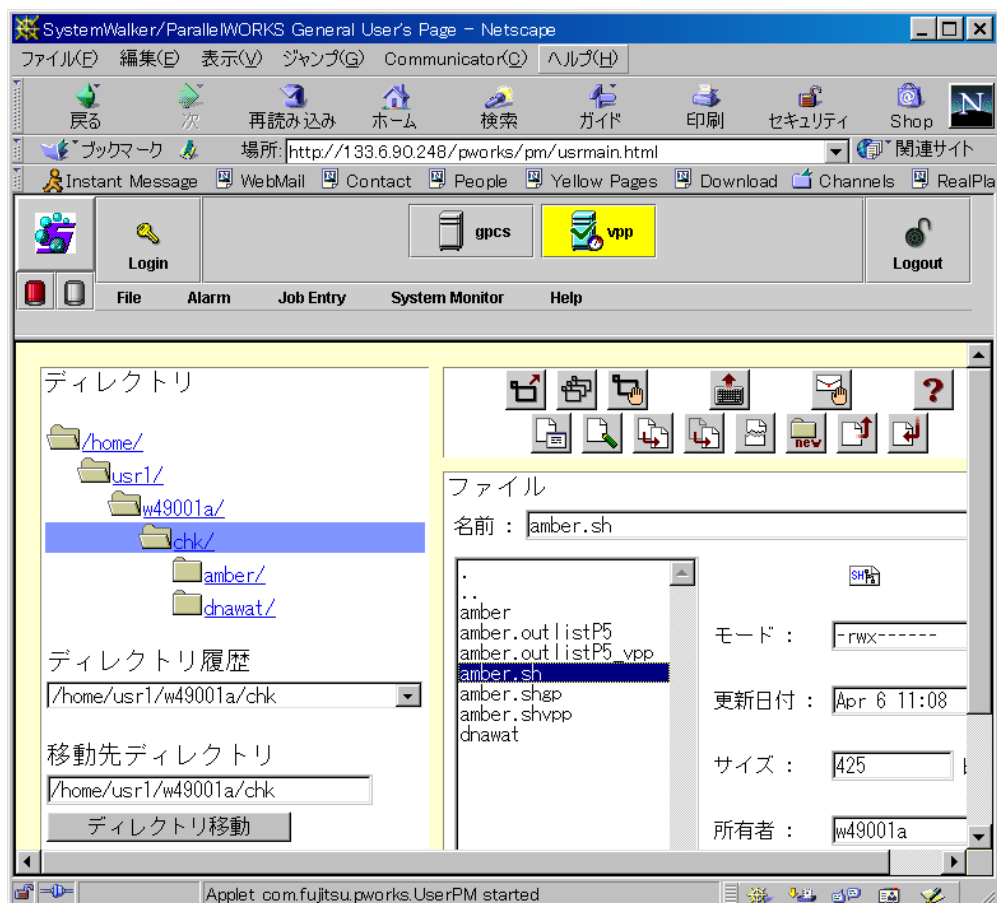 SystemWalker/ParallelWORKS General User's Page - Netscape
ファイル(F) 編集(E) 表示(V) ジャンプ(G) Communicator(C) ヘルプ(H)
戻る 次 再読み込み ホーム 検索 ガイド 印刷 セキュリティ Shop N
ブックマーク 場所: http://133.6.90.248/pworks/pm/usrmain.html 関連サイト
Instant Message WebMail Contact People Yellow Pages Download Channels RealPla
Login gpcs vpp Logout
File Alarm Job Entry System Monitor Help
ディレクトリ
/home/
usr1/
w49001a/
chk/
amber/
dnawat/
ディレクトリ履歴
/home/usr1/w49001a/chk
移動先ディレクトリ
/home/usr1/w49001a/chk
ディレクトリ移動
?
new
ファイル
名前 : amber.sh
.
..
amber
amber.outlistP5
amber.outlistP5_vpp
amber.sh
amber.shgp
amber.shvpp
dnawat
SH
モード : -rwx------
更新日付 : Apr 6 11:08
サイズ : 425
所有者 : w49001a
Applet com.fujitsu.pworks.UserPM started